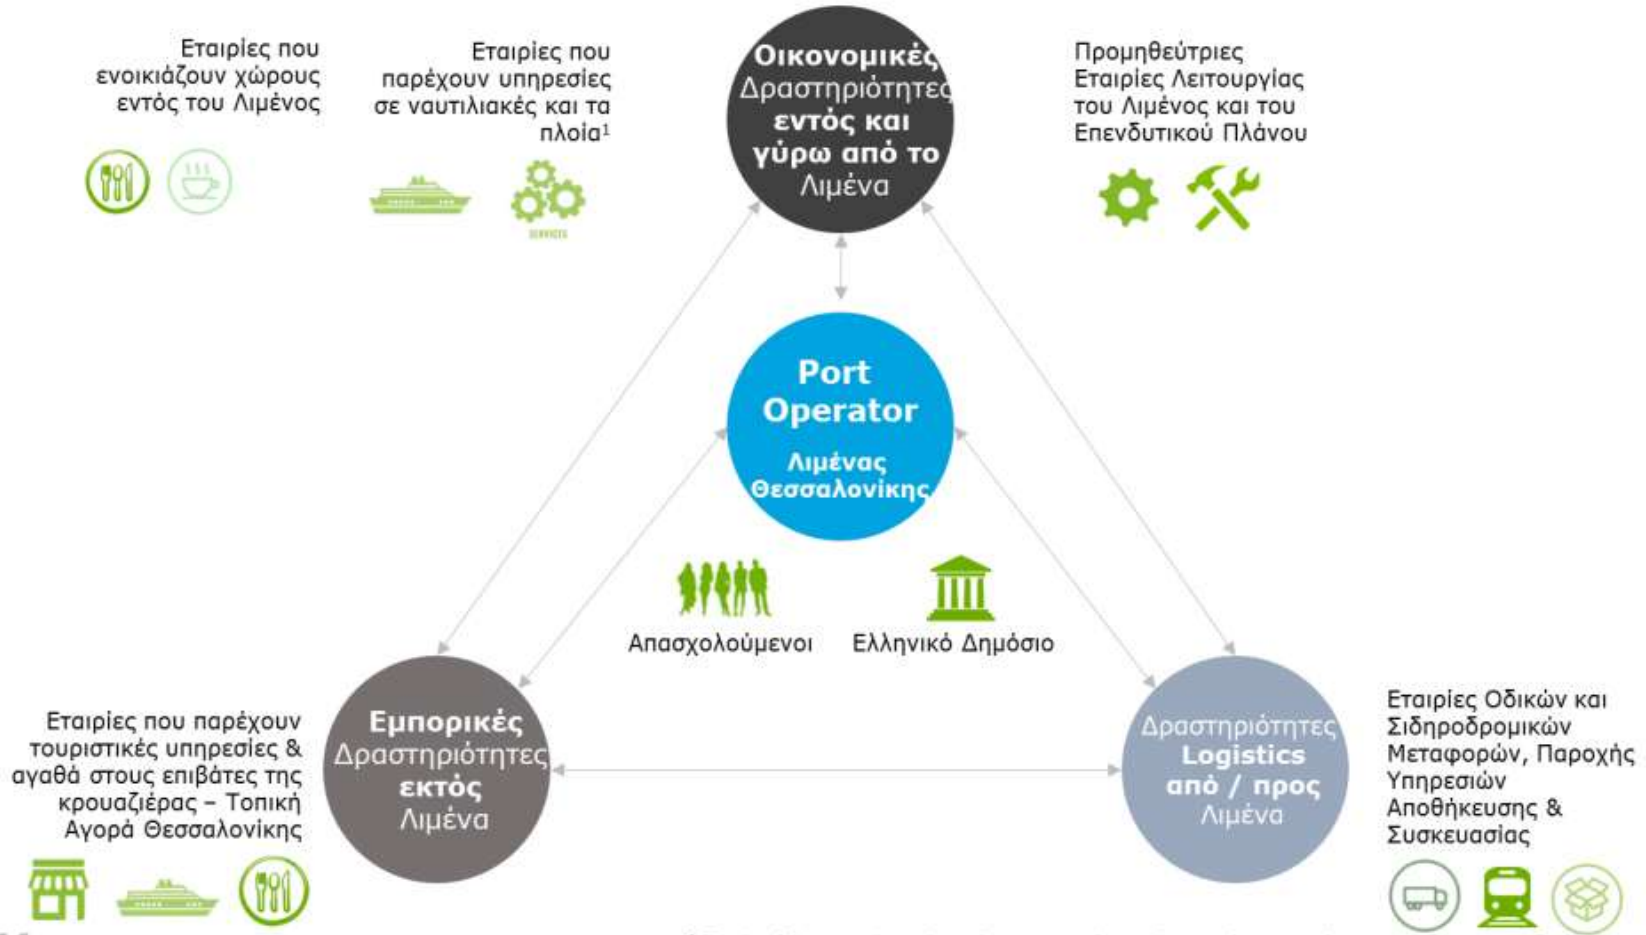 Εταιρίες που
ενοικιάζουν χώρους
εντός του Λιμένος
Εταιρίες που
παρέχουν υπηρεσίες
σε ναυτιλιακές και τα
πλοία¹
SERVICES
Οικονομικές
Δραστηριότητες
εντός και
γύρω από το
Λιμένα
Προμηθεύτριες
Εταιρίες Λειτουργίας
του Λιμένος και του
Επενδυτικού Πλάνου
Port
Operator
Λιμένας
Θεσσαλονίκης
Απασχολούμενοι
Ελληνικό Δημόσιο
Εταιρίες που παρέχουν
τουριστικές υπηρεσίες &
αγαθά στους επιβάτες της
κρουαζιέρας – Τοπική
Αγορά Θεσσαλονίκης
Εμπορικές
Δραστηριότητες
εκτός
Λιμένα
Δραστηριότητες
Logistics
από / προς
Λιμένα
Εταιρίες Οδικών και
Σιδηροδρομικών
Μεταφορών, Παροχής
Υπηρεσιών
Αποθήκευσης &
Συσκευασίας